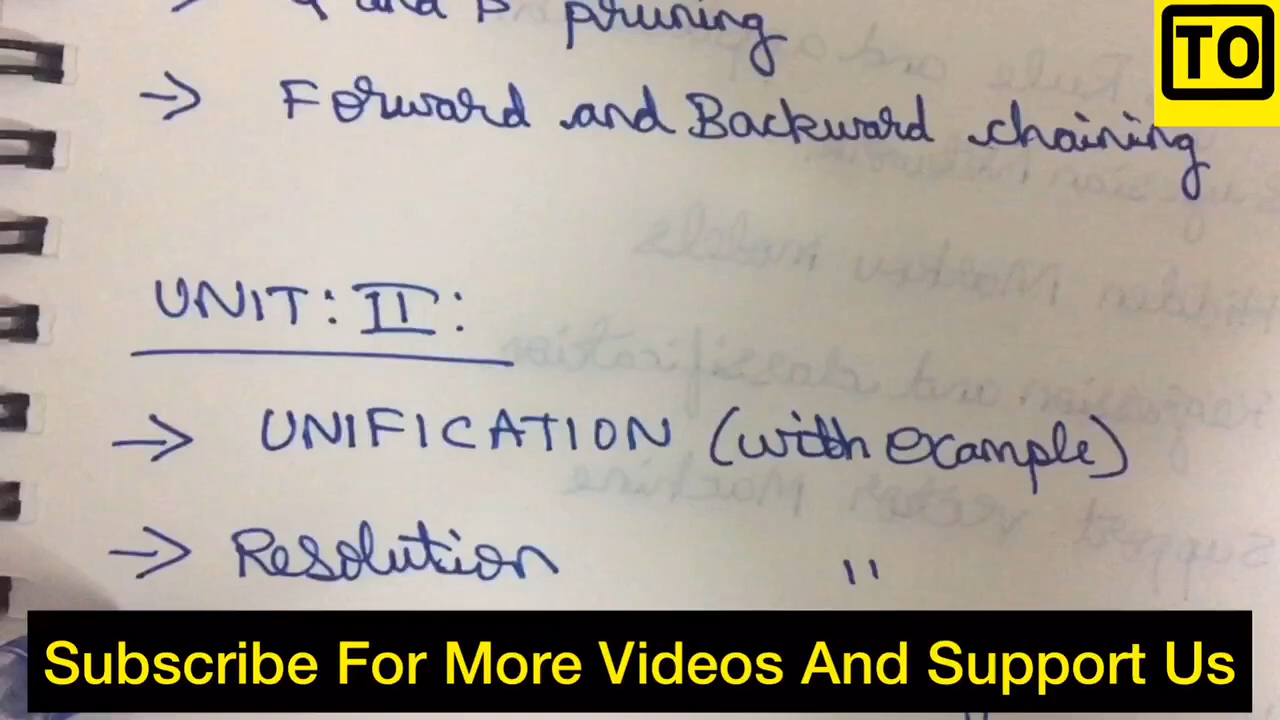 → α and β pruning
TO
→ Forward and Backward chaining
UNIT: II:
→ UNIFICATION (with example)
→ Resolution "
Subscribe For More Videos And Support Us